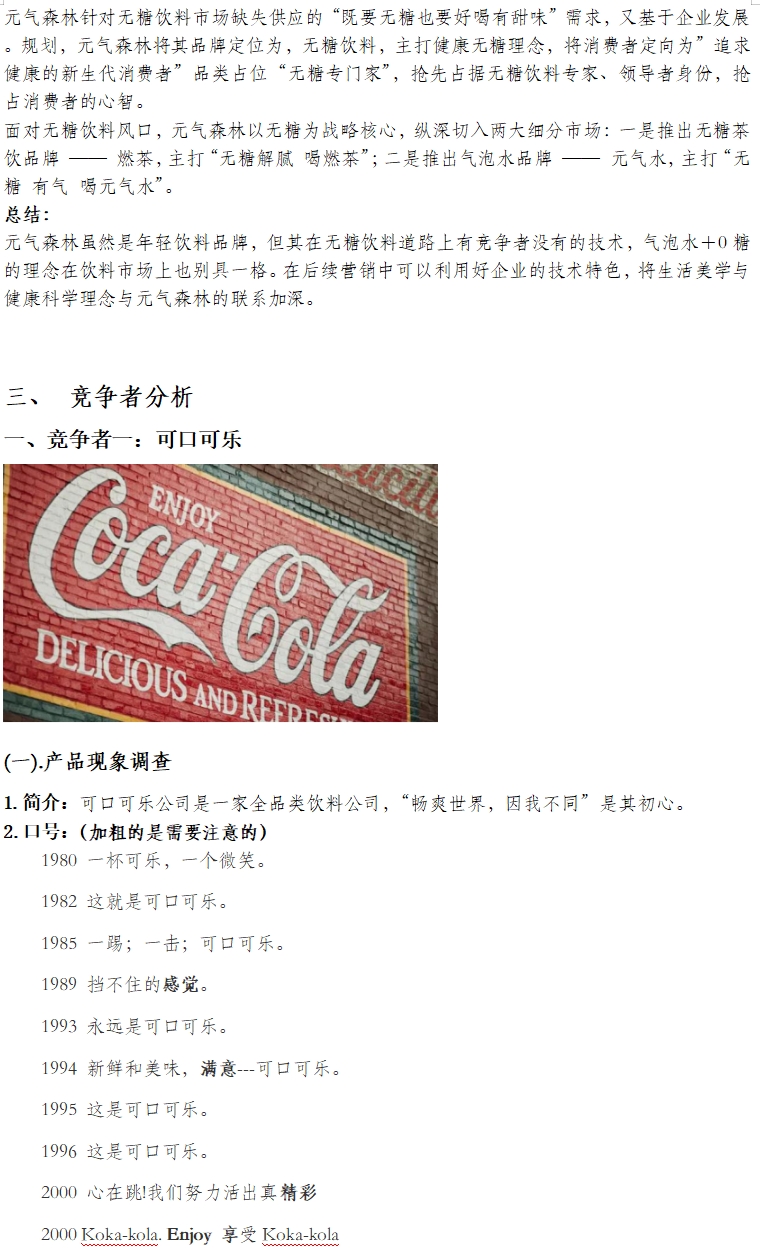 元气森林针对无糖饮料市场缺失供应的“既要无糖也要好喝有甜味”需求，又基于企业发展
。规划，元气森林将其品牌定位为，无糖饮料，主打健康无糖理念，将消费者定向为”追求
健康的新生代消费者”品类占位“无糖专门家”，抢先占据无糖饮料专家、领导者身份，抢
占消费者的心智。
面对无糖饮料风口，元气森林以无糖为战略核心，纵深切入两大细分市场：一是推出无糖茶
饮品牌 —— 燃茶，主打“无糖解腻 喝燃茶”；二是推出气泡水品牌 —— 元气水，主打“无
糖 有气 喝元气水”。
总结：
元气森林虽然是年轻饮料品牌，但其在无糖饮料道路上有竞争者没有的技术，气泡水＋0 糖
的理念在饮料市场上也别具一格。在后续营销中可以利用好企业的技术特色，将生活美学与
健康科学理念与元气森林的联系加深。
三、 竞争者分析
一、竞争者一：可口可乐
ENJOY
Coca-Cola
DELICIOUS AND
(一).产品现象调查
1. 简介：可口可乐公司是一家全品类饮料公司，“畅爽世界，因我不同”是其初心。
2. 口号：（加粗的是需要注意的）
1980 一杯可乐，一个微笑。
1982 这就是可口可乐。
1985 一踢；一击；可口可乐。
1989 挡不住的感觉。
1993 永远是可口可乐。
1994 新鲜和美味，满意---可口可乐。
1995 这是可口可乐。
1996 这是可口可乐。
2000 心在跳!我们努力活出真精彩
2000 Koka-kola. Enjoy 享受 Koka-kola